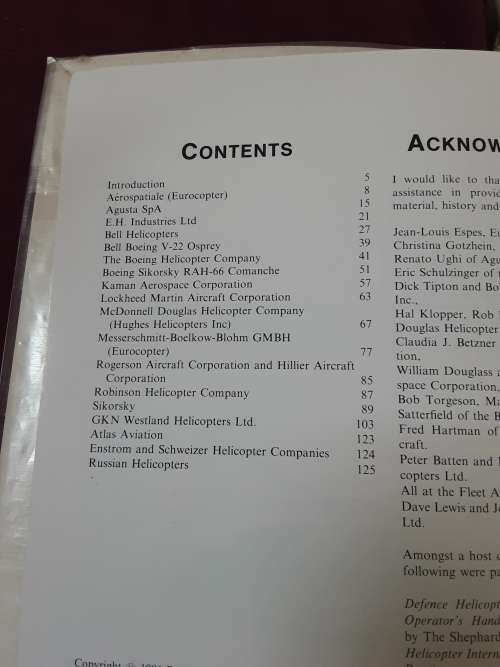 CONTENTS
Introduction 5
Aérospatiale (Eurocopter) 8
Agusta SpA 15
E.H. Industries Ltd 21
Bell Helicopters 27
Bell Boeing V-22 Osprey 39
The Boeing Helicopter Company 41
Boeing Sikorsky RAH-66 Comanche 51
Kaman Aerospace Corporation 57
Lockheed Martin Aircraft Corporation 63
McDonnell Douglas Helicopter Company
(Hughes Helicopters Inc) 67
Messerschmitt-Boelkow-Blohm GMBH
(Eurocopter) 77
Rogerson Aircraft Corporation and Hillier Aircraft
Corporation 85
Robinson Helicopter Company 87
Sikorsky 89
GKN Westland Helicopters Ltd. 103
Atlas Aviation 123
Enstrom and Schweizer Helicopter Companies 124
Russian Helicopters 125
Copyright ©
ACKNOW
I would like to tha
assistance in provid
material, history and
Jean-Louis Espes, Eu
Christina Gotzhein,
Renato Ughi of Agu
Eric Schulzinger of t
Dick Tipton and Bo
Inc.,
Hal Klopper, Rob
Douglas Helicopter
Claudia J. Betzner
tion,
William Douglass a
space Corporation,
Bob Torgeson, Ma
Satterfield of the B
Fred Hartman of
craft.
Peter Batten and
copters Ltd.
All at the Fleet A
Dave Lewis and Je
Ltd.
Amongst a host o
following were pa
Defence Helicopt
Operator's Hand
by The Shephard
Helicopter Intern